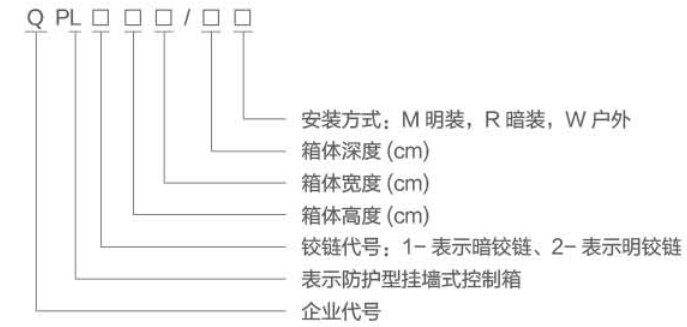 Q PL □ □ □ / □ □
安装方式：M 明装，R 暗装，W 户外
箱体深度 (cm)
箱体宽度 (cm)
箱体高度 (cm)
铰链代号：1- 表示暗铰链、2- 表示明铰链
表示防护型挂墙式控制箱
企业代号